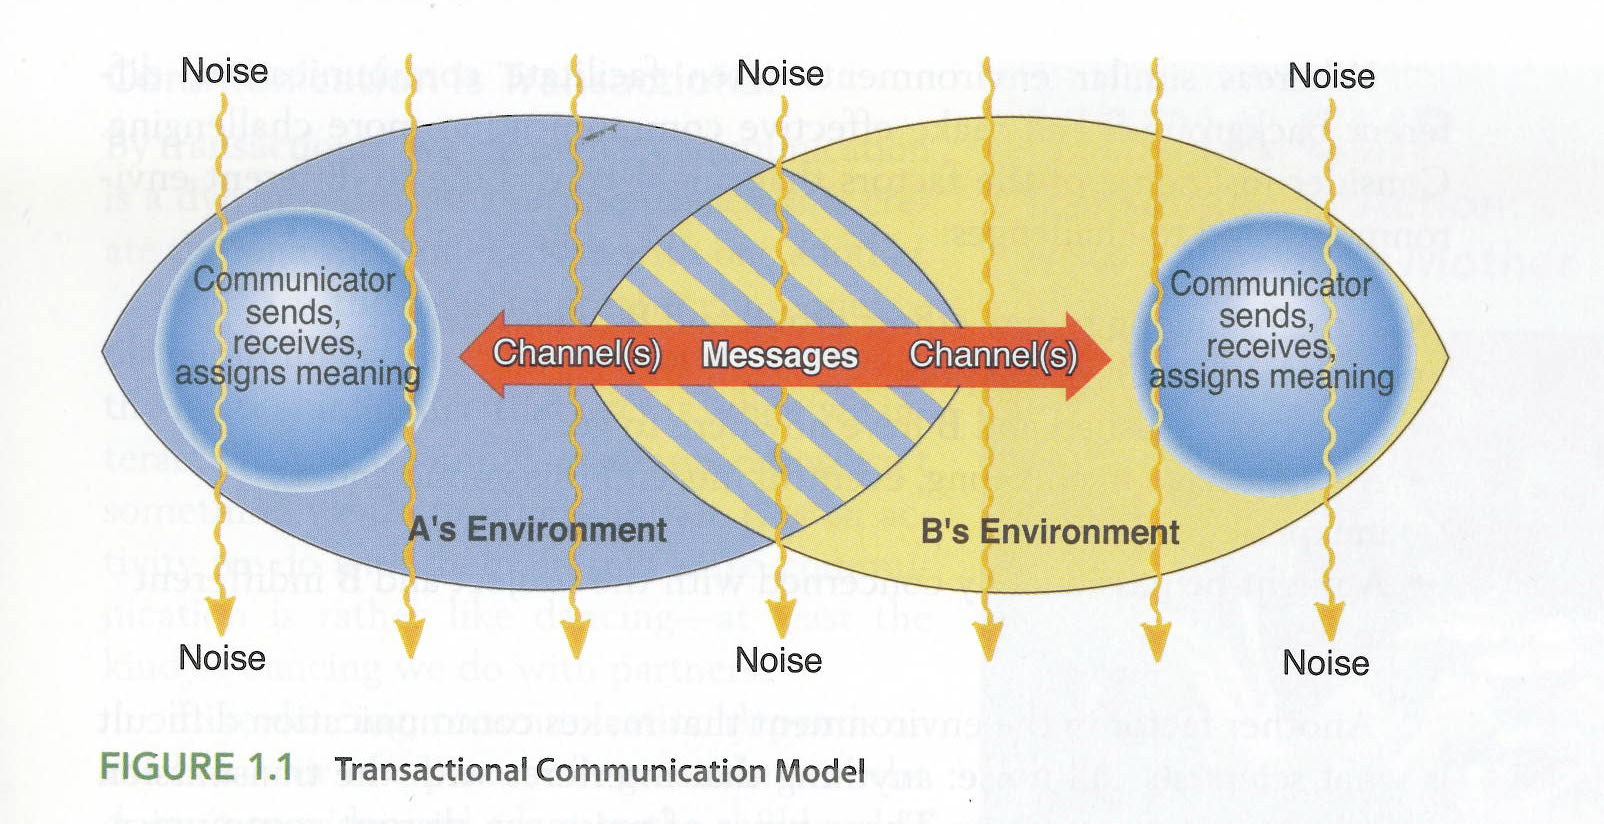 Noise
Noise
Noise
Communicator
sends,
receives,
assigns meaning
Channel(s) Messages Channel(s)
Communicator
sends,
receives,
assigns meaning
A's Environment
B's Environment
Noise
Noise
Noise
FIGURE 1.1 Transactional Communication Model